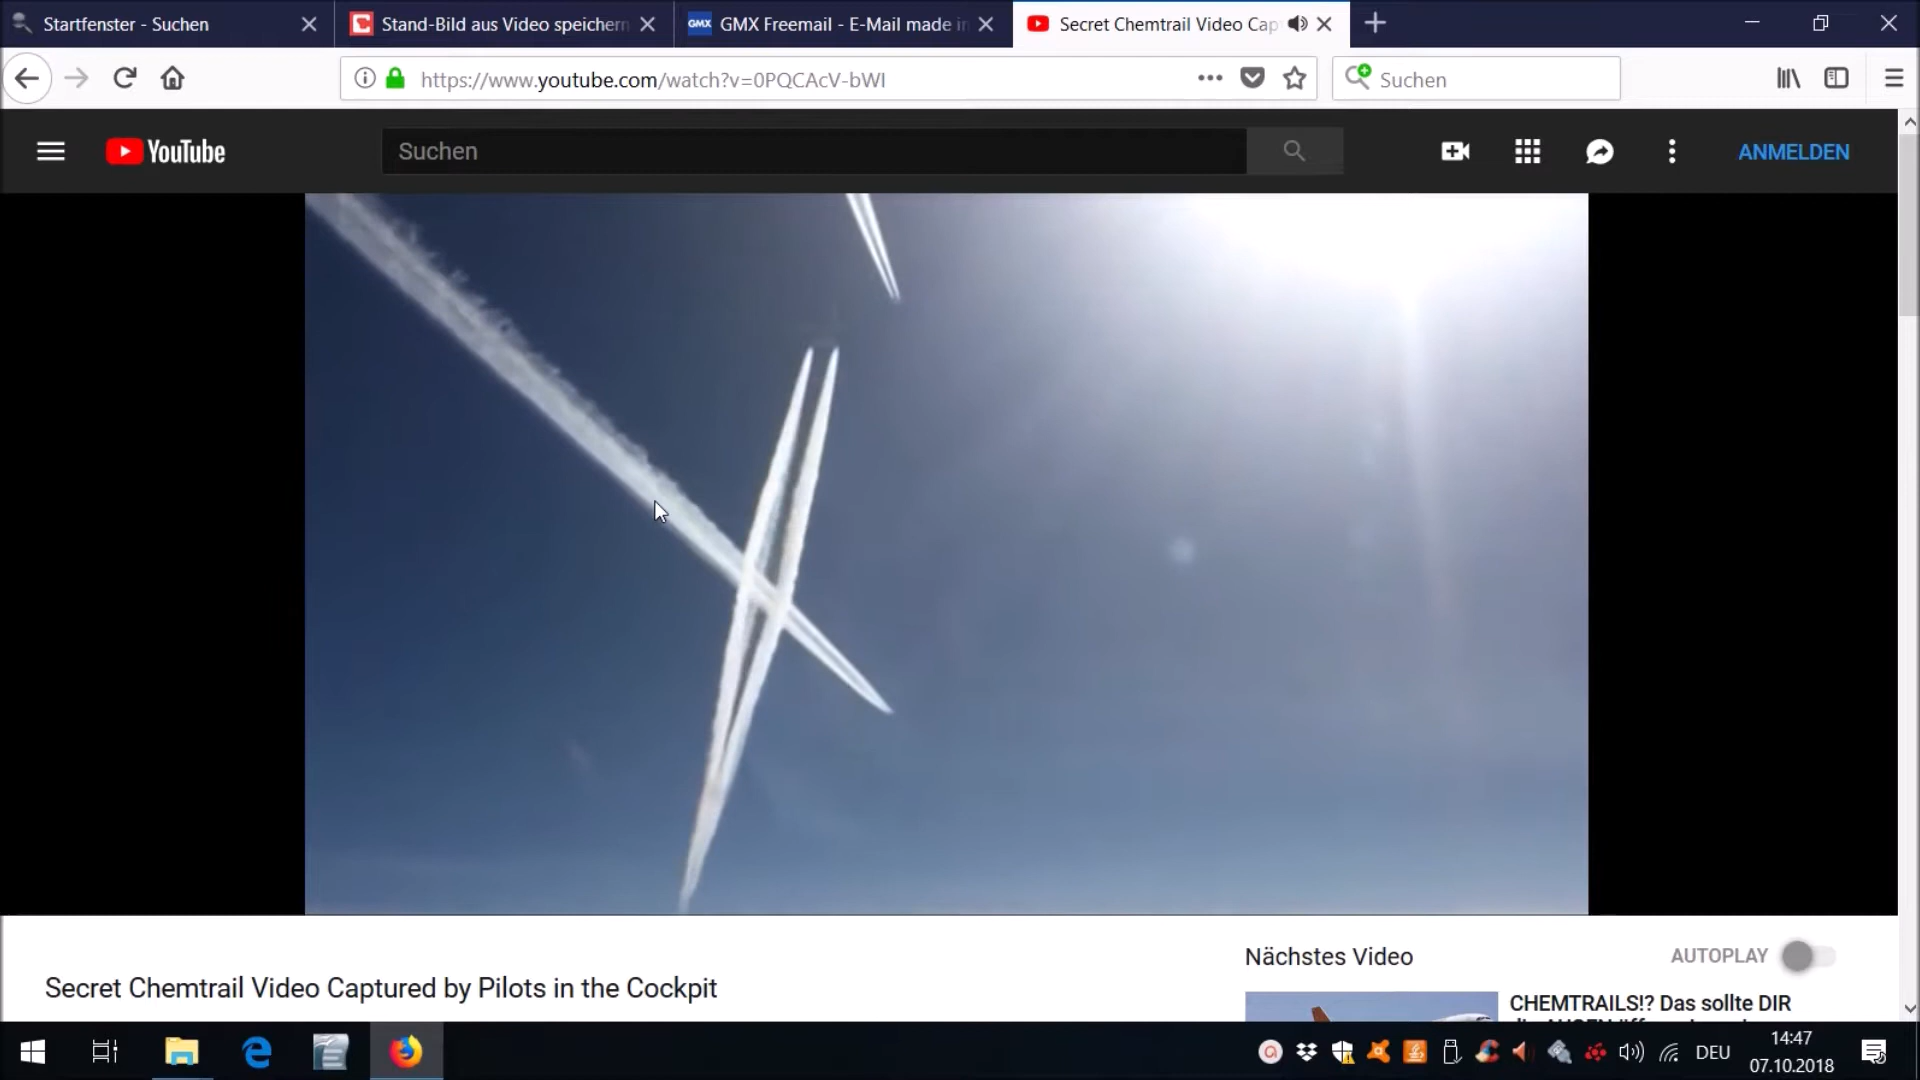 Startfenster - Suchen
Stand-Bild aus Video speichern
GMX GMX Freemail - E-Mail made in
Secret Chemtrail Video Cap
https://www.youtube.com/watch?v=0PQCAcV-bWI
Suchen
YouTube
Suchen
ANMELDEN
Nächstes Video
AUTOPLAY
Secret Chemtrail Video Captured by Pilots in the Cockpit
CHEMTRAILS!? Das sollte DIR
DEU
14:47
07.10.2018